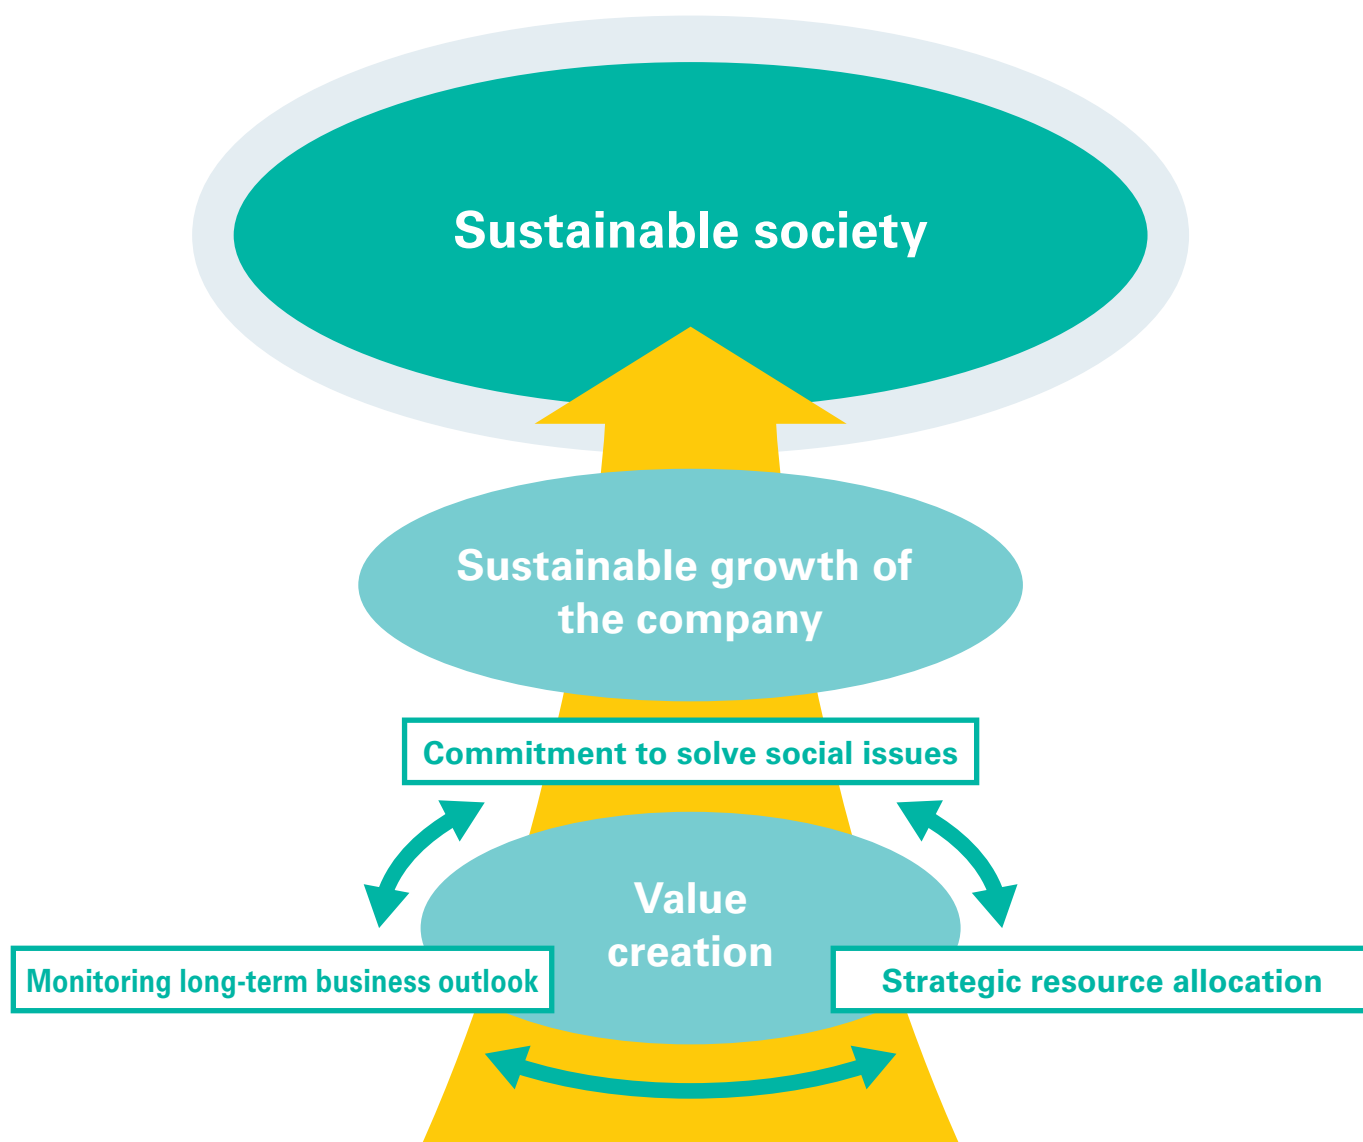 Sustainable society
Sustainable growth of
the company
Commitment to solve social issues
Value
creation
Monitoring long-term business outlook
Strategic resource allocation